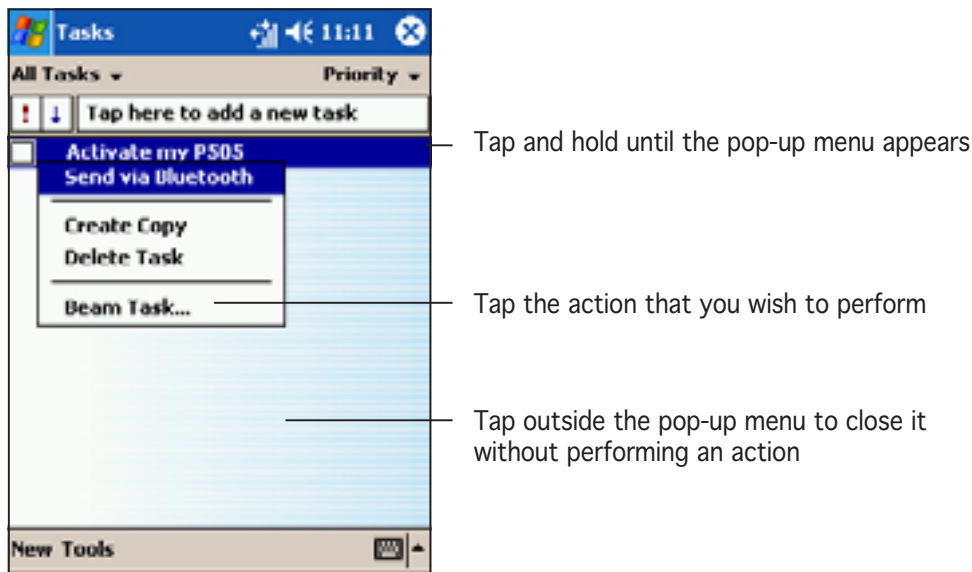 Tasks 11:11
All Tasks Priority
! ↓ Tap here to add a new task
Activate my P505
Send via Bluetooth
Create Copy
Delete Task
Beam Task...
New Tools
Tap and hold until the pop-up menu appears
Tap the action that you wish to perform
Tap outside the pop-up menu to close it
without performing an action